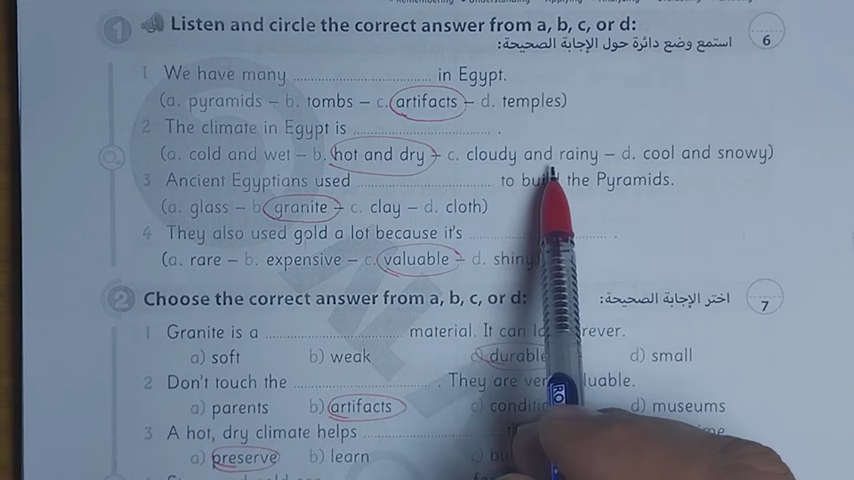 1 Listen and circle the correct answer from a, b, c, or d:
استمع وضع دائرة حول الإجابة الصحيحة:
6
1 We have many .................................. in Egypt.
(a. pyramids – b. tombs – c. artifacts – d. temples)
2 The climate in Egypt is .................................. .
(a. cold and wet – b. hot and dry – c. cloudy and rainy – d. cool and snowy)
3 Ancient Egyptians used .................................. to build the Pyramids.
(a. glass – b. granite – c. clay – d. cloth)
4 They also used gold a lot because it's .................................. .
(a. rare – b. expensive – c. valuable – d. shiny
2 Choose the correct answer from a, b, c, or d:
اختر الإجابة الصحيحة:
7
1 Granite is a .................................. material. It can
a) soft b) weak c) durable d) small
2 Don't touch the .................................. . They are
a) parents b) artifacts c) d) museums
3 A hot, dry climate helps ..................................
a) preserve b) learn c)